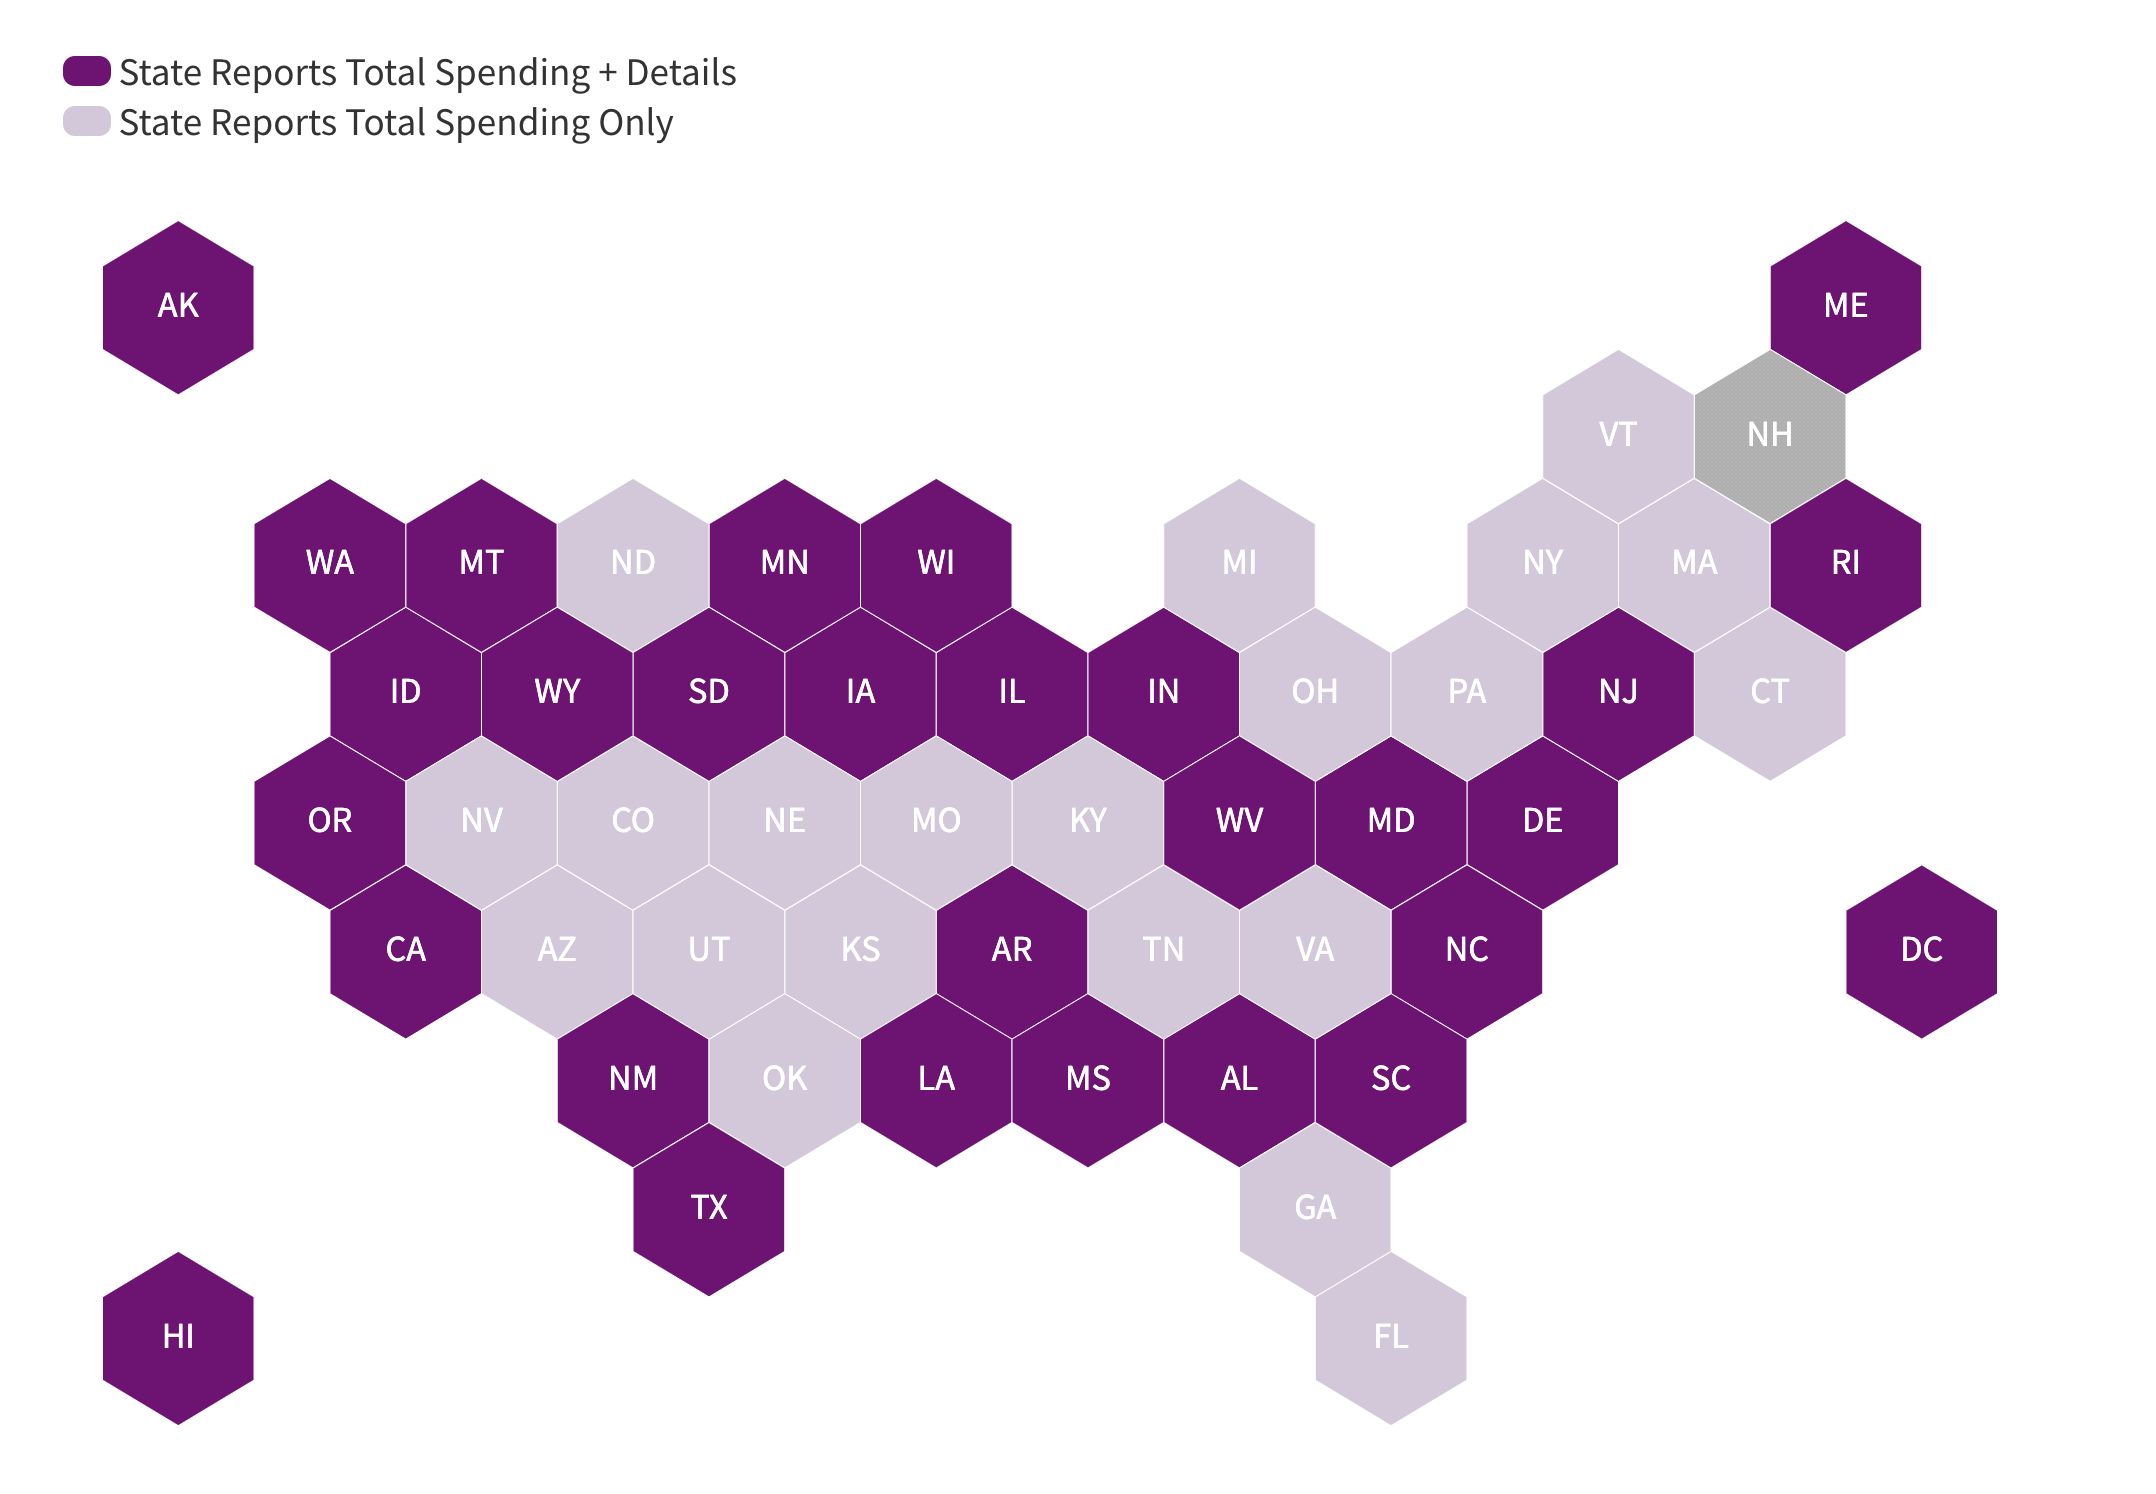 State Reports Total Spending + Details
State Reports Total Spending Only
AK
ME
VT NH
WA MT ND MN WI MI NY MA RI
ID WY SD IA IL IN OH PA NJ CT
OR NV CO NE MO KY WV MD DE
CA AZ UT KS AR TN VA NC DC
NM OK LA MS AL SC
TX GA
HI FL